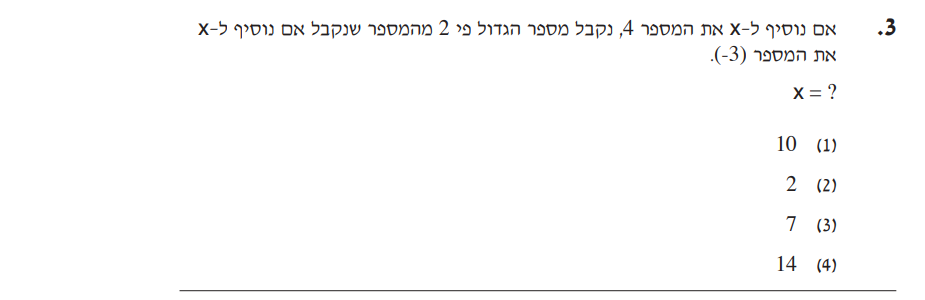 3. אם נוסיף ל-x את המספר 4, נקבל מספר הגדול פי 2 מהמספר שנקבל אם נוסיף ל-x
את המספר (3-).
x = ?
(1) 10
(2) 2
(3) 7
(4) 14